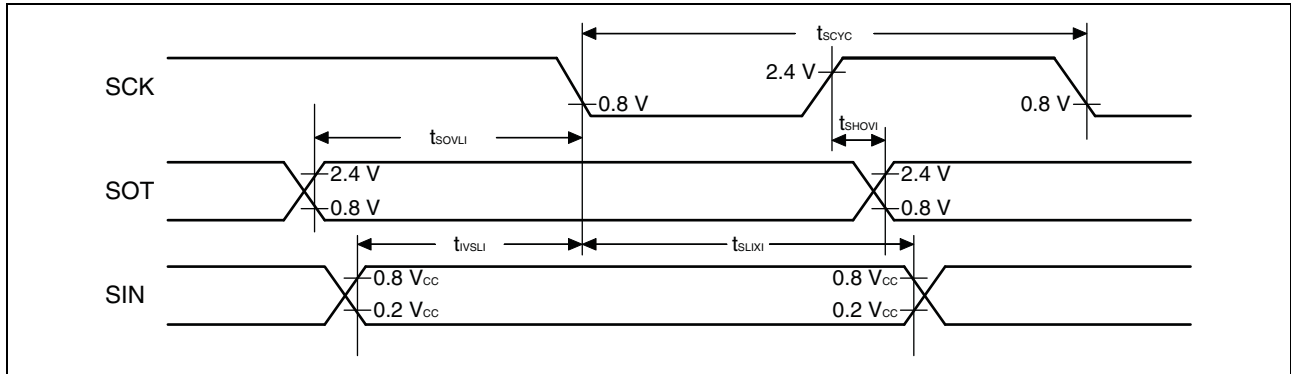 tSCYC
SCK
2.4 V
0.8 V
0.8 V
tSOVLI
tSHOVI
SOT
2.4 V
0.8 V
2.4 V
0.8 V
tIVSLI
tSLIXI
SIN
0.8 VCC
0.2 VCC
0.8 VCC
0.2 VCC